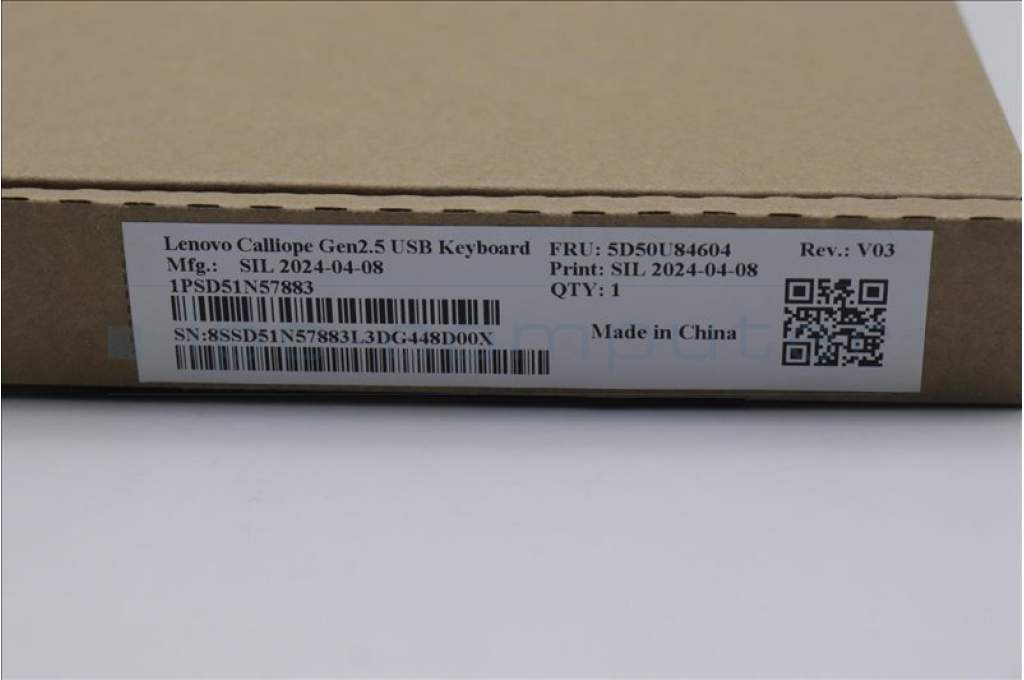 Lenovo Calliope Gen2.5 USB Keyboard FRU: 5D50U84604 Rev.: V03
Mfg.: SIL 2024-04-08 Print: SIL 2024-04-08
1PSD51N57883 QTY: 1
SN:8SSD51N57883L3DG448D00X Made in China